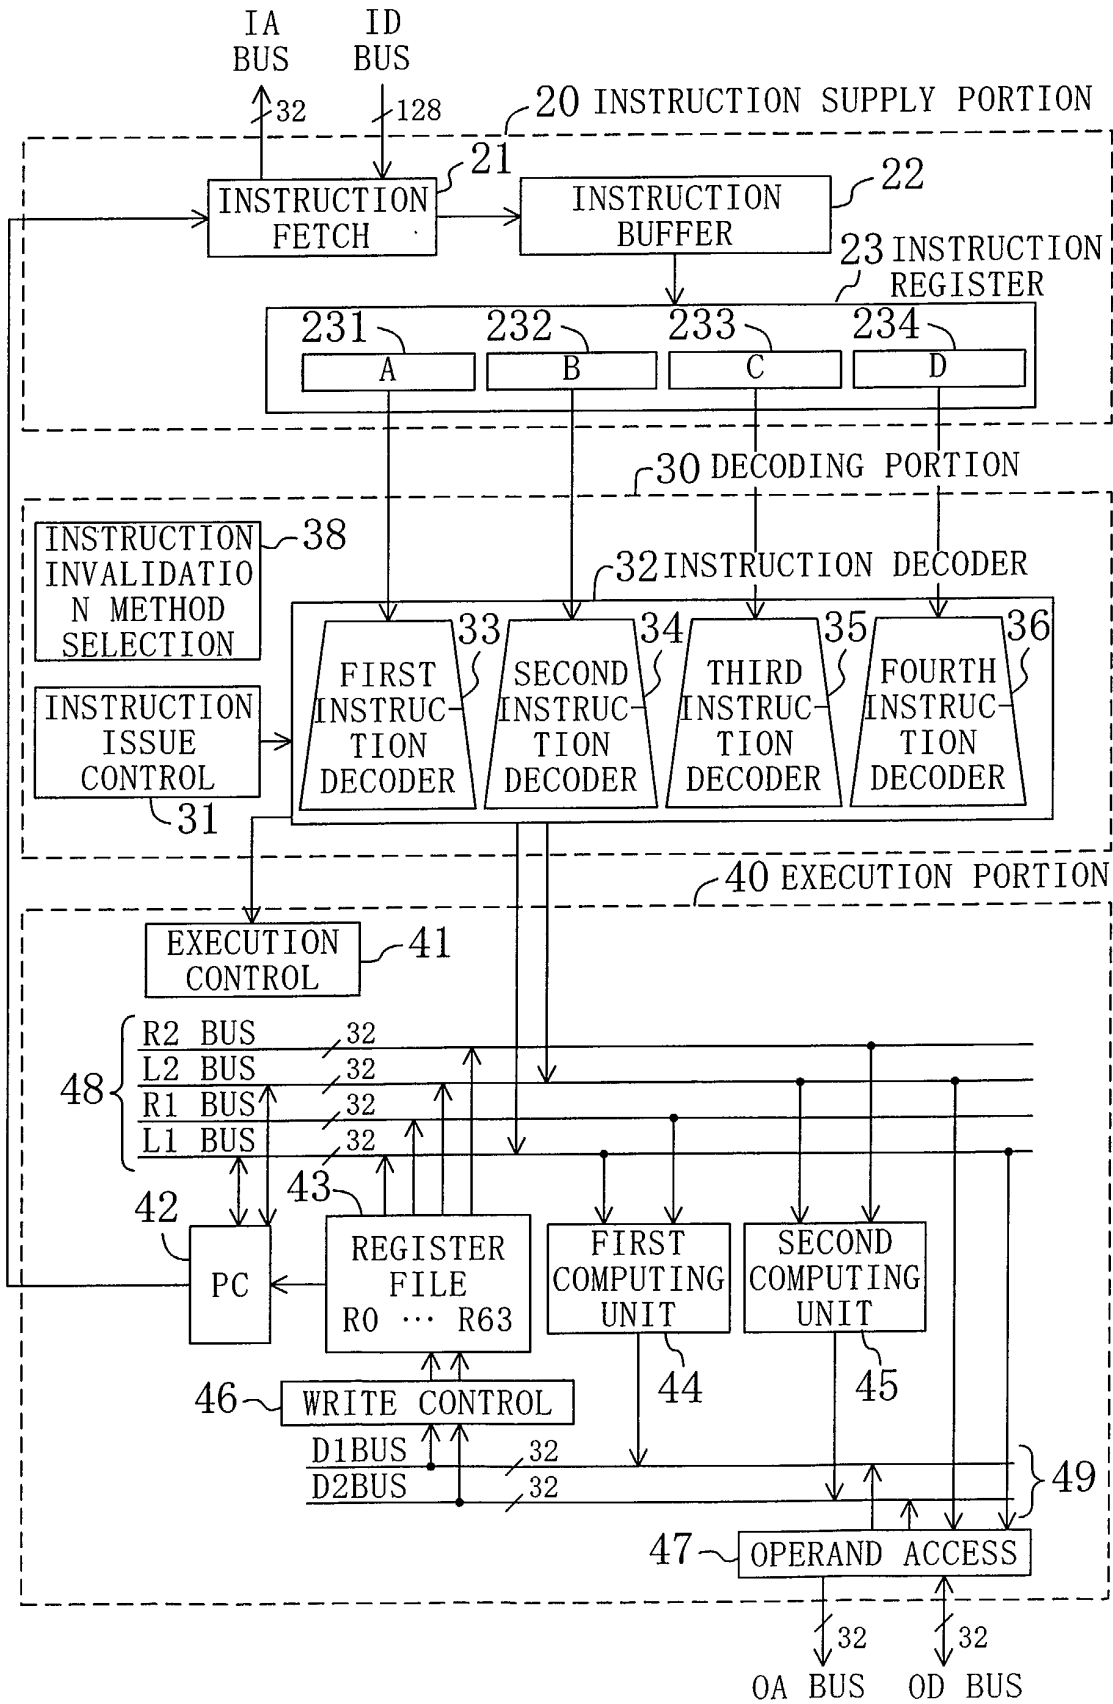 IA BUS
ID BUS
32
128
20 INSTRUCTION SUPPLY PORTION
21
INSTRUCTION
FETCH
22
INSTRUCTION
BUFFER
23 INSTRUCTION
REGISTER
231
232
233
234
A
B
C
D
30 DECODING PORTION
38
INSTRUCTION
INVALIDATIO
N METHOD
SELECTION
32 INSTRUCTION DECODER
33
FIRST
INSTRUC-
TION
DECODER
34
SECOND
INSTRUC-
TION
DECODER
35
THIRD
INSTRUC-
TION
DECODER
36
FOURTH
INSTRUC-
TION
DECODER
INSTRUCTION
ISSUE
CONTROL
31
40 EXECUTION PORTION
EXECUTION
CONTROL
41
48
R2 BUS 32
L2 BUS 32
R1 BUS 32
L1 BUS 32
42
PC
43
REGISTER
FILE
R0 ··· R63
FIRST
COMPUTING
UNIT
44
SECOND
COMPUTING
UNIT
45
46
WRITE CONTROL
D1BUS 32
D2BUS 32
49
47
OPERAND ACCESS
32
32
OA BUS
OD BUS